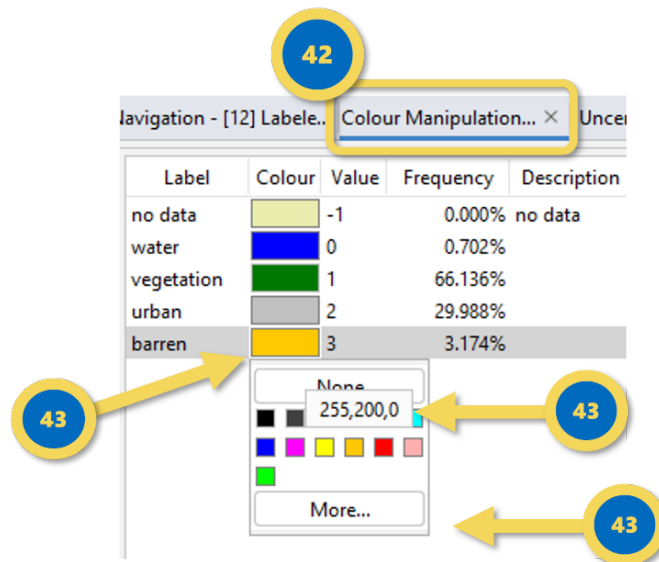 42
Navigation - [12] Labele.. Colour Manipulation... × Uncer
Label Colour Value Frequency Description
no data -1 0.000% no data
water 0 0.702%
vegetation 1 66.136%
urban 2 29.988%
barren 3 3.174%
None
43 255,200,0 43
More...
43